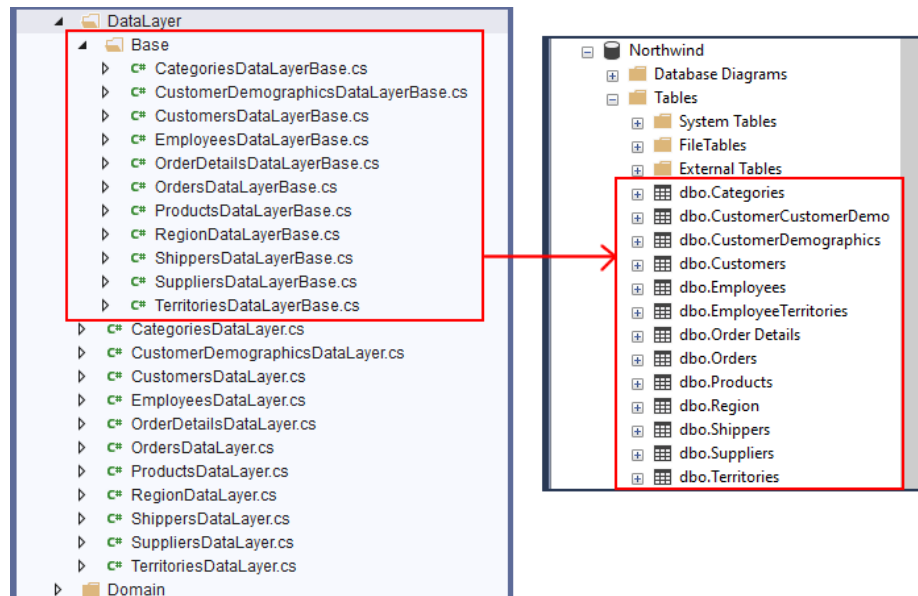 DataLayer
Base
C# CategoriesDataLayerBase.cs
C# CustomerDemographicsDataLayerBase.cs
C# CustomersDataLayerBase.cs
C# EmployeesDataLayerBase.cs
C# OrderDetailsDataLayerBase.cs
C# OrdersDataLayerBase.cs
C# ProductsDataLayerBase.cs
C# RegionDataLayerBase.cs
C# ShippersDataLayerBase.cs
C# SuppliersDataLayerBase.cs
C# TerritoriesDataLayerBase.cs
C# CategoriesDataLayer.cs
C# CustomerDemographicsDataLayer.cs
C# CustomersDataLayer.cs
C# EmployeesDataLayer.cs
C# OrderDetailsDataLayer.cs
C# OrdersDataLayer.cs
C# ProductsDataLayer.cs
C# RegionDataLayer.cs
C# ShippersDataLayer.cs
C# SuppliersDataLayer.cs
C# TerritoriesDataLayer.cs
Domain
Northwind
Database Diagrams
Tables
System Tables
FileTables
External Tables
dbo.Categories
dbo.CustomerCustomerDemo
dbo.CustomerDemographics
dbo.Customers
dbo.Employees
dbo.EmployeeTerritories
dbo.Order Details
dbo.Orders
dbo.Products
dbo.Region
dbo.Shippers
dbo.Suppliers
dbo.Territories